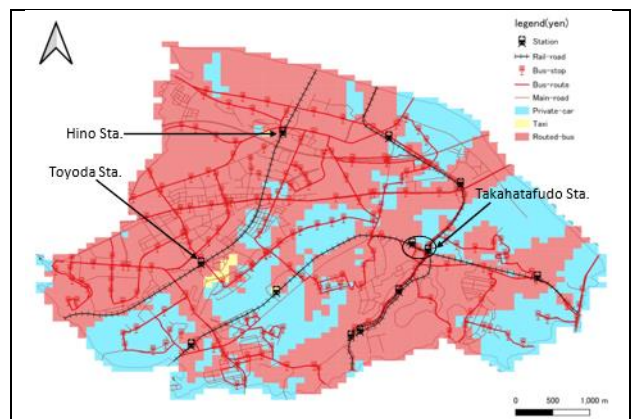 legend(yen)
Station
Rail-road
Bus-stop
Bus-route
Main-road
Private-car
Taxi
Routed-bus
Hino Sta.
Toyoda Sta.
Takahatafudo Sta.
0 500 1,000 m